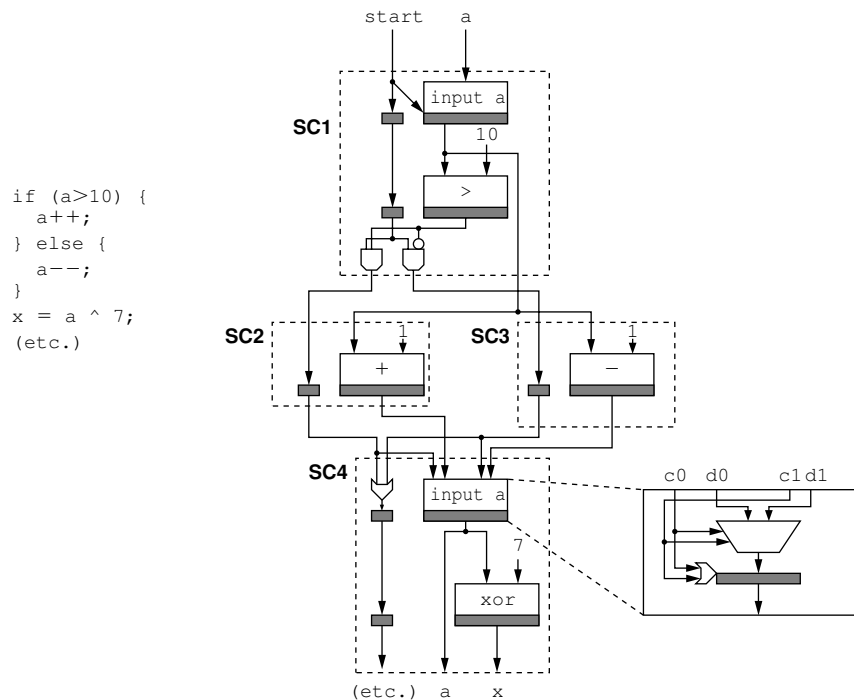 start a
input a
SC1
10
>
if (a>10) {
a++;
} else {
a--;
}
x = a ^ 7;
(etc.)
SC2
1
+
SC3
1
-
SC4
input a
7
xor
(etc.) a x
c0 d0 c1 d1